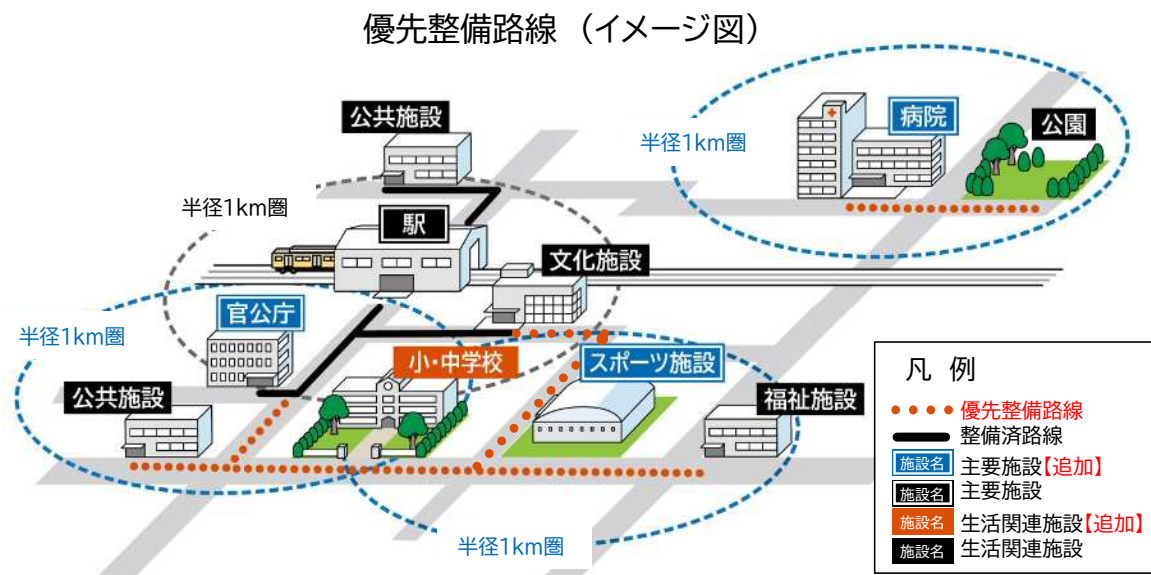 優先整備路線（イメージ図）
公共施設
病院
公園
半径1km圏
半径1km圏
駅
文化施設
官公庁
半径1km圏
小・中学校
スポーツ施設
公共施設
福祉施設
半径1km圏
凡 例
優先整備路線
整備済路線
施設名 主要施設【追加】
施設名 主要施設
施設名 生活関連施設【追加】
施設名 生活関連施設